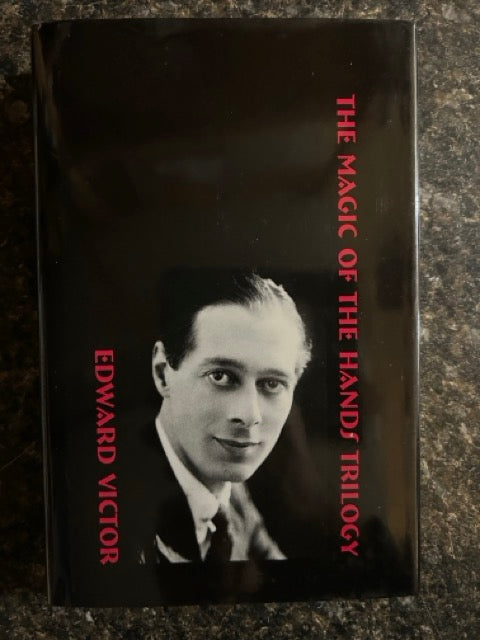 THE MAGIC OF THE HANDS TRILOGY
EDWARD VICTOR